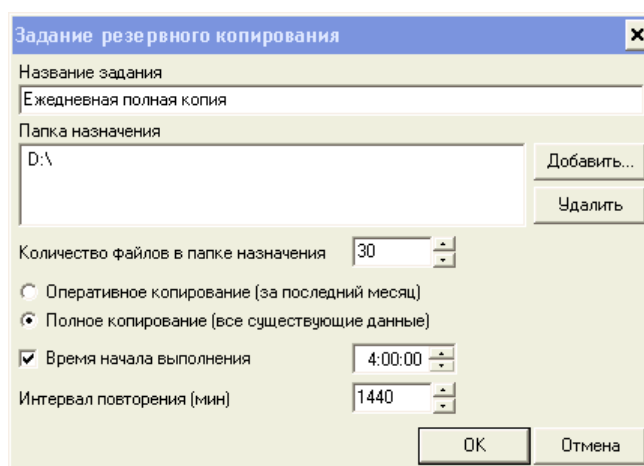 Задание резервного копирования
Название задания
Ежедневная полная копия
Папка назначения
D:\
Добавить...
Удалить
Количество файлов в папке назначения 30
Оперативное копирование (за последний месяц)
Полное копирование (все существующие данные)
Время начала выполнения 4:00:00
Интервал повторения (мин) 1440
OK Отмена